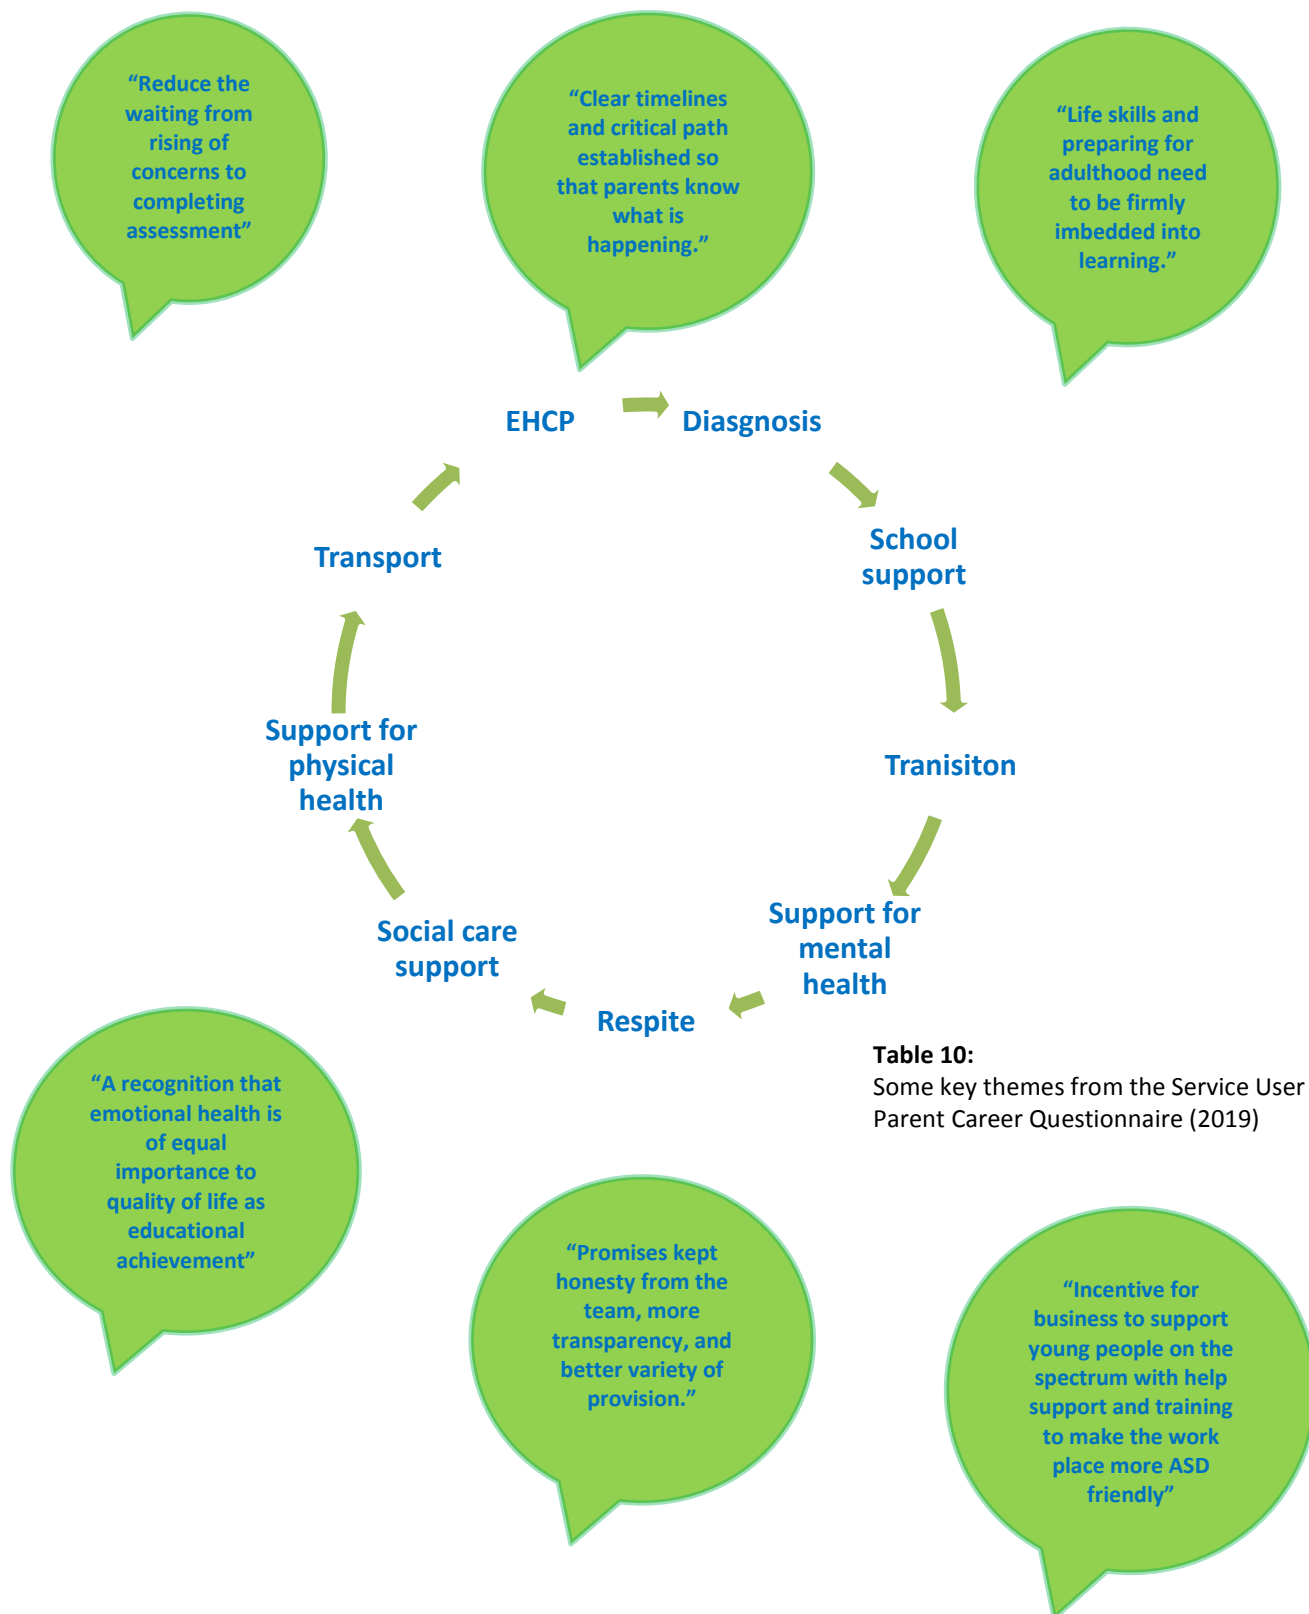 “Reduce the
waiting from
rising of
concerns to
completing
assessment”
“Clear timelines
and critical path
established so
that parents know
what is
happening.”
“Life skills and
preparing for
adulthood need
to be firmly
imbedded into
learning.”
EHCP
Diasgnosis
School
support
Tranisiton
Support for
mental
health
Respite
Social care
support
Support for
physical
health
Transport
Table 10:
Some key themes from the Service User
Parent Career Questionnaire (2019)
“A recognition that
emotional health is
of equal
importance to
quality of life as
educational
achievement”
“Promises kept
honesty from the
team, more
transparency, and
better variety of
provision.”
“Incentive for
business to support
young people on the
spectrum with help
support and training
to make the work
place more ASD
friendly”